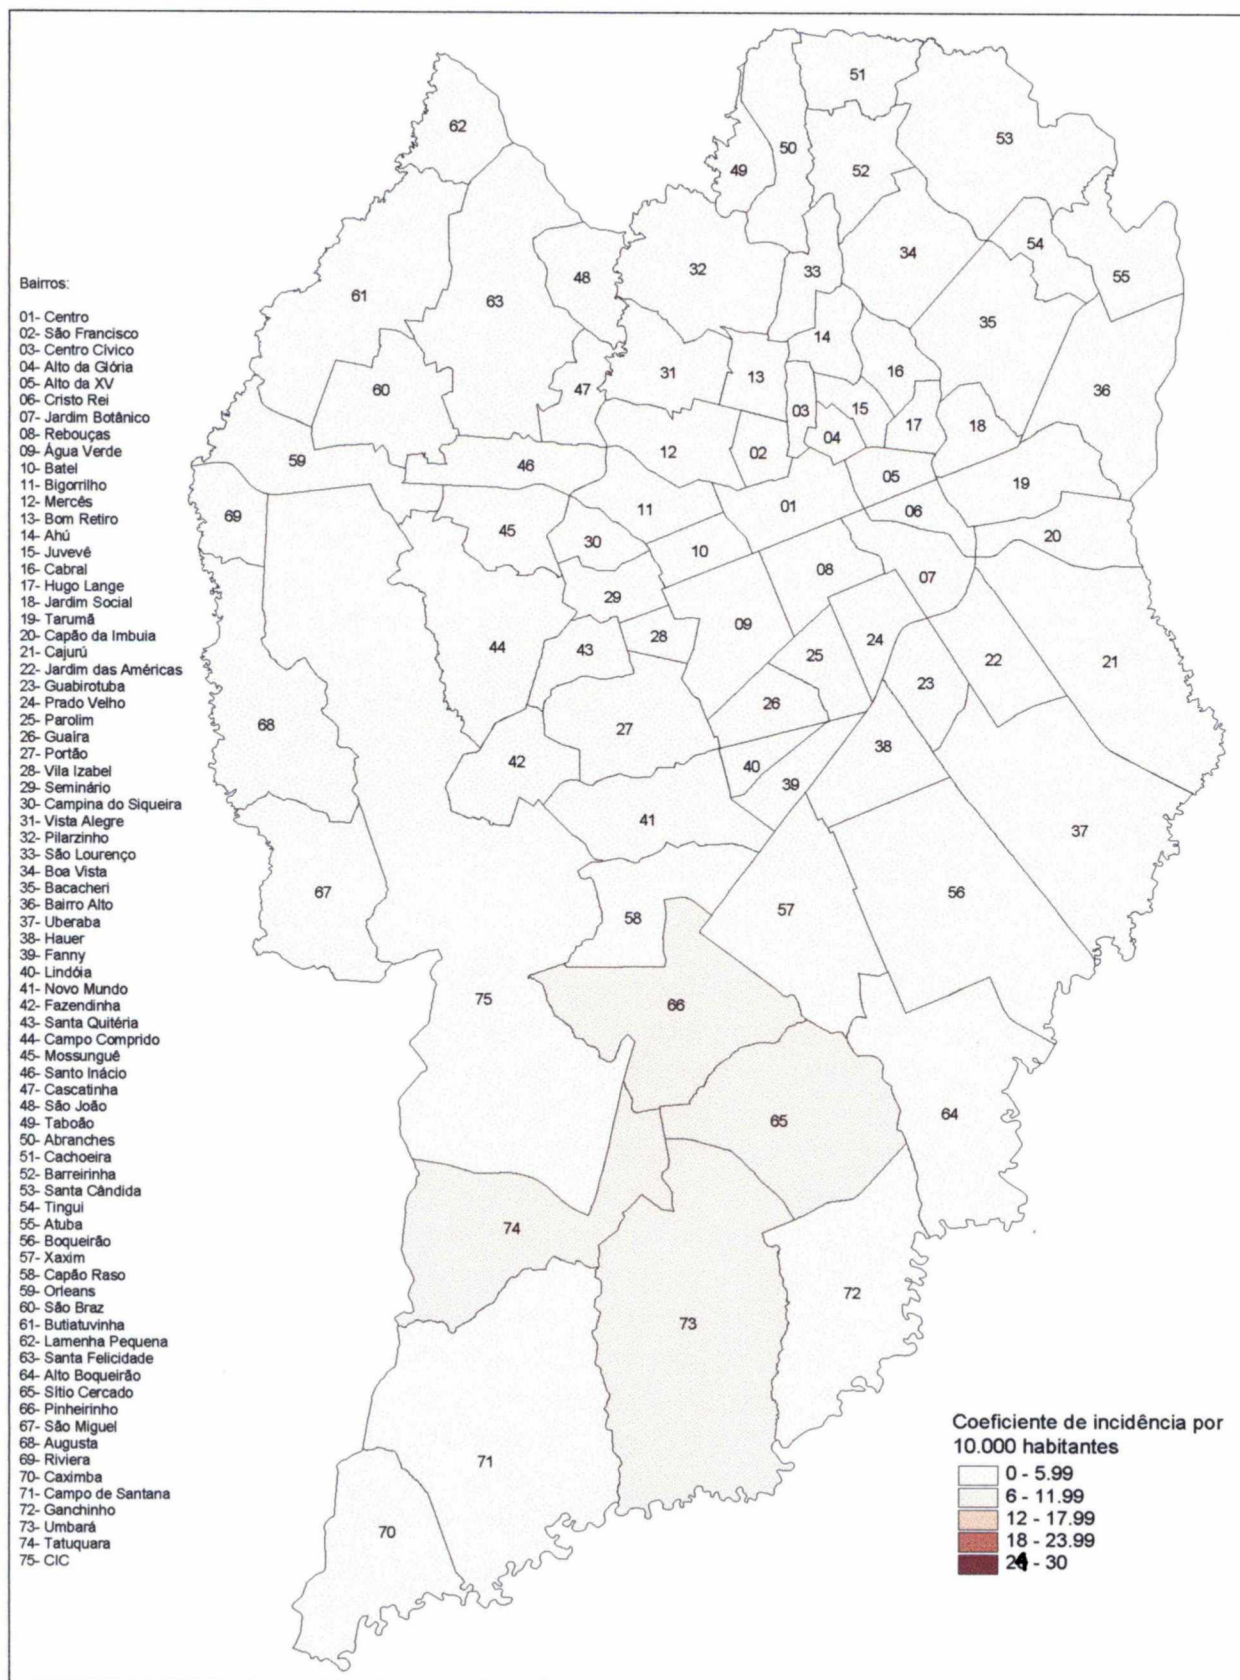 Bairros:
01- Centro
02- São Francisco
03- Centro Cívico
04- Alto da Glória
05- Alto da XV
06- Cristo Rei
07- Jardim Botânico
08- Rebouças
09- Água Verde
10- Batel
11- Bigorrilho
12- Mercês
13- Bom Retiro
14- Ahú
15- Juvevê
16- Cabral
17- Hugo Lange
18- Jardim Social
19- Tarumã
20- Capão da Imbuia
21- Cajurú
22- Jardim das Américas
23- Guabirotuba
24- Prado Velho
25- Parolim
26- Guaíra
27- Portão
28- Vila Izabel
29- Seminário
30- Campina do Siqueira
31- Vista Alegre
32- Pilarzinho
33- São Lourenço
34- Boa Vista
35- Bacacheri
36- Bairro Alto
37- Uberaba
38- Hauer
39- Fanny
40- Lindóia
41- Novo Mundo
42- Fazendinha
43- Santa Quitéria
44- Campo Comprido
45- Mossunguê
46- Santo Inácio
47- Cascatinha
48- São João
49- Taboão
50- Abranches
51- Cachoeira
52- Barreirinha
53- Santa Cândida
54- Tingui
55- Atuba
56- Boqueirão
57- Xaxim
58- Capão Raso
59- Orleans
60- São Braz
61- Butiatuvinha
62- Lamenha Pequena
63- Santa Felicidade
64- Alto Boqueirão
65- Sítio Cercado
66- Pinheirinho
67- São Miguel
68- Augusta
69- Riviera
70- Caximba
71- Campo de Santana
72- Ganchinho
73- Umbará
74- Tatuquara
75- CIC
51
62
53
50
49
52
54
34
55
32
33
48
63
61
35
14
31
13
16
60
47
36
03
15
17
18
04
12
02
59
46
05
19
01
11
06
69
45
20
30
10
08
07
29
09
28
24
44
43
25
22
21
23
26
68
27
38
42
40
39
41
37
67
56
57
58
75
66
64
65
74
72
73
71
70
Coeficiente de incidência por
10.000 habitantes
0 - 5.99
6 - 11.99
12 - 17.99
18 - 23.99
24 - 30